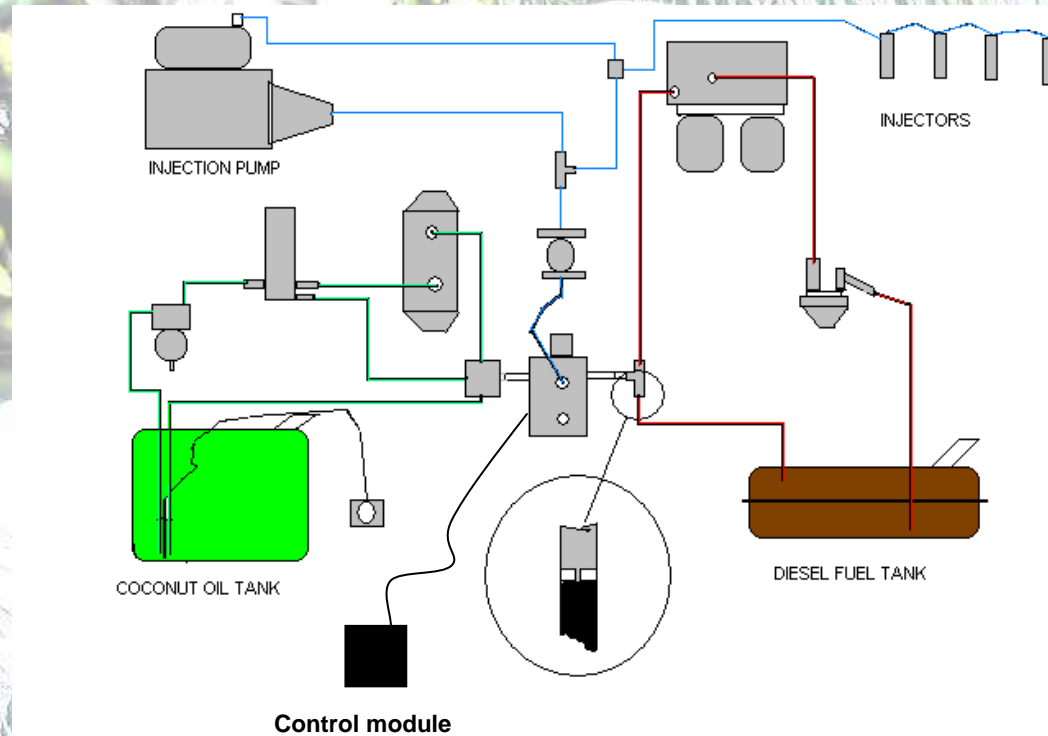 INJECTION PUMP
INJECTORS
COCONUT OIL TANK
DIESEL FUEL TANK
Control module